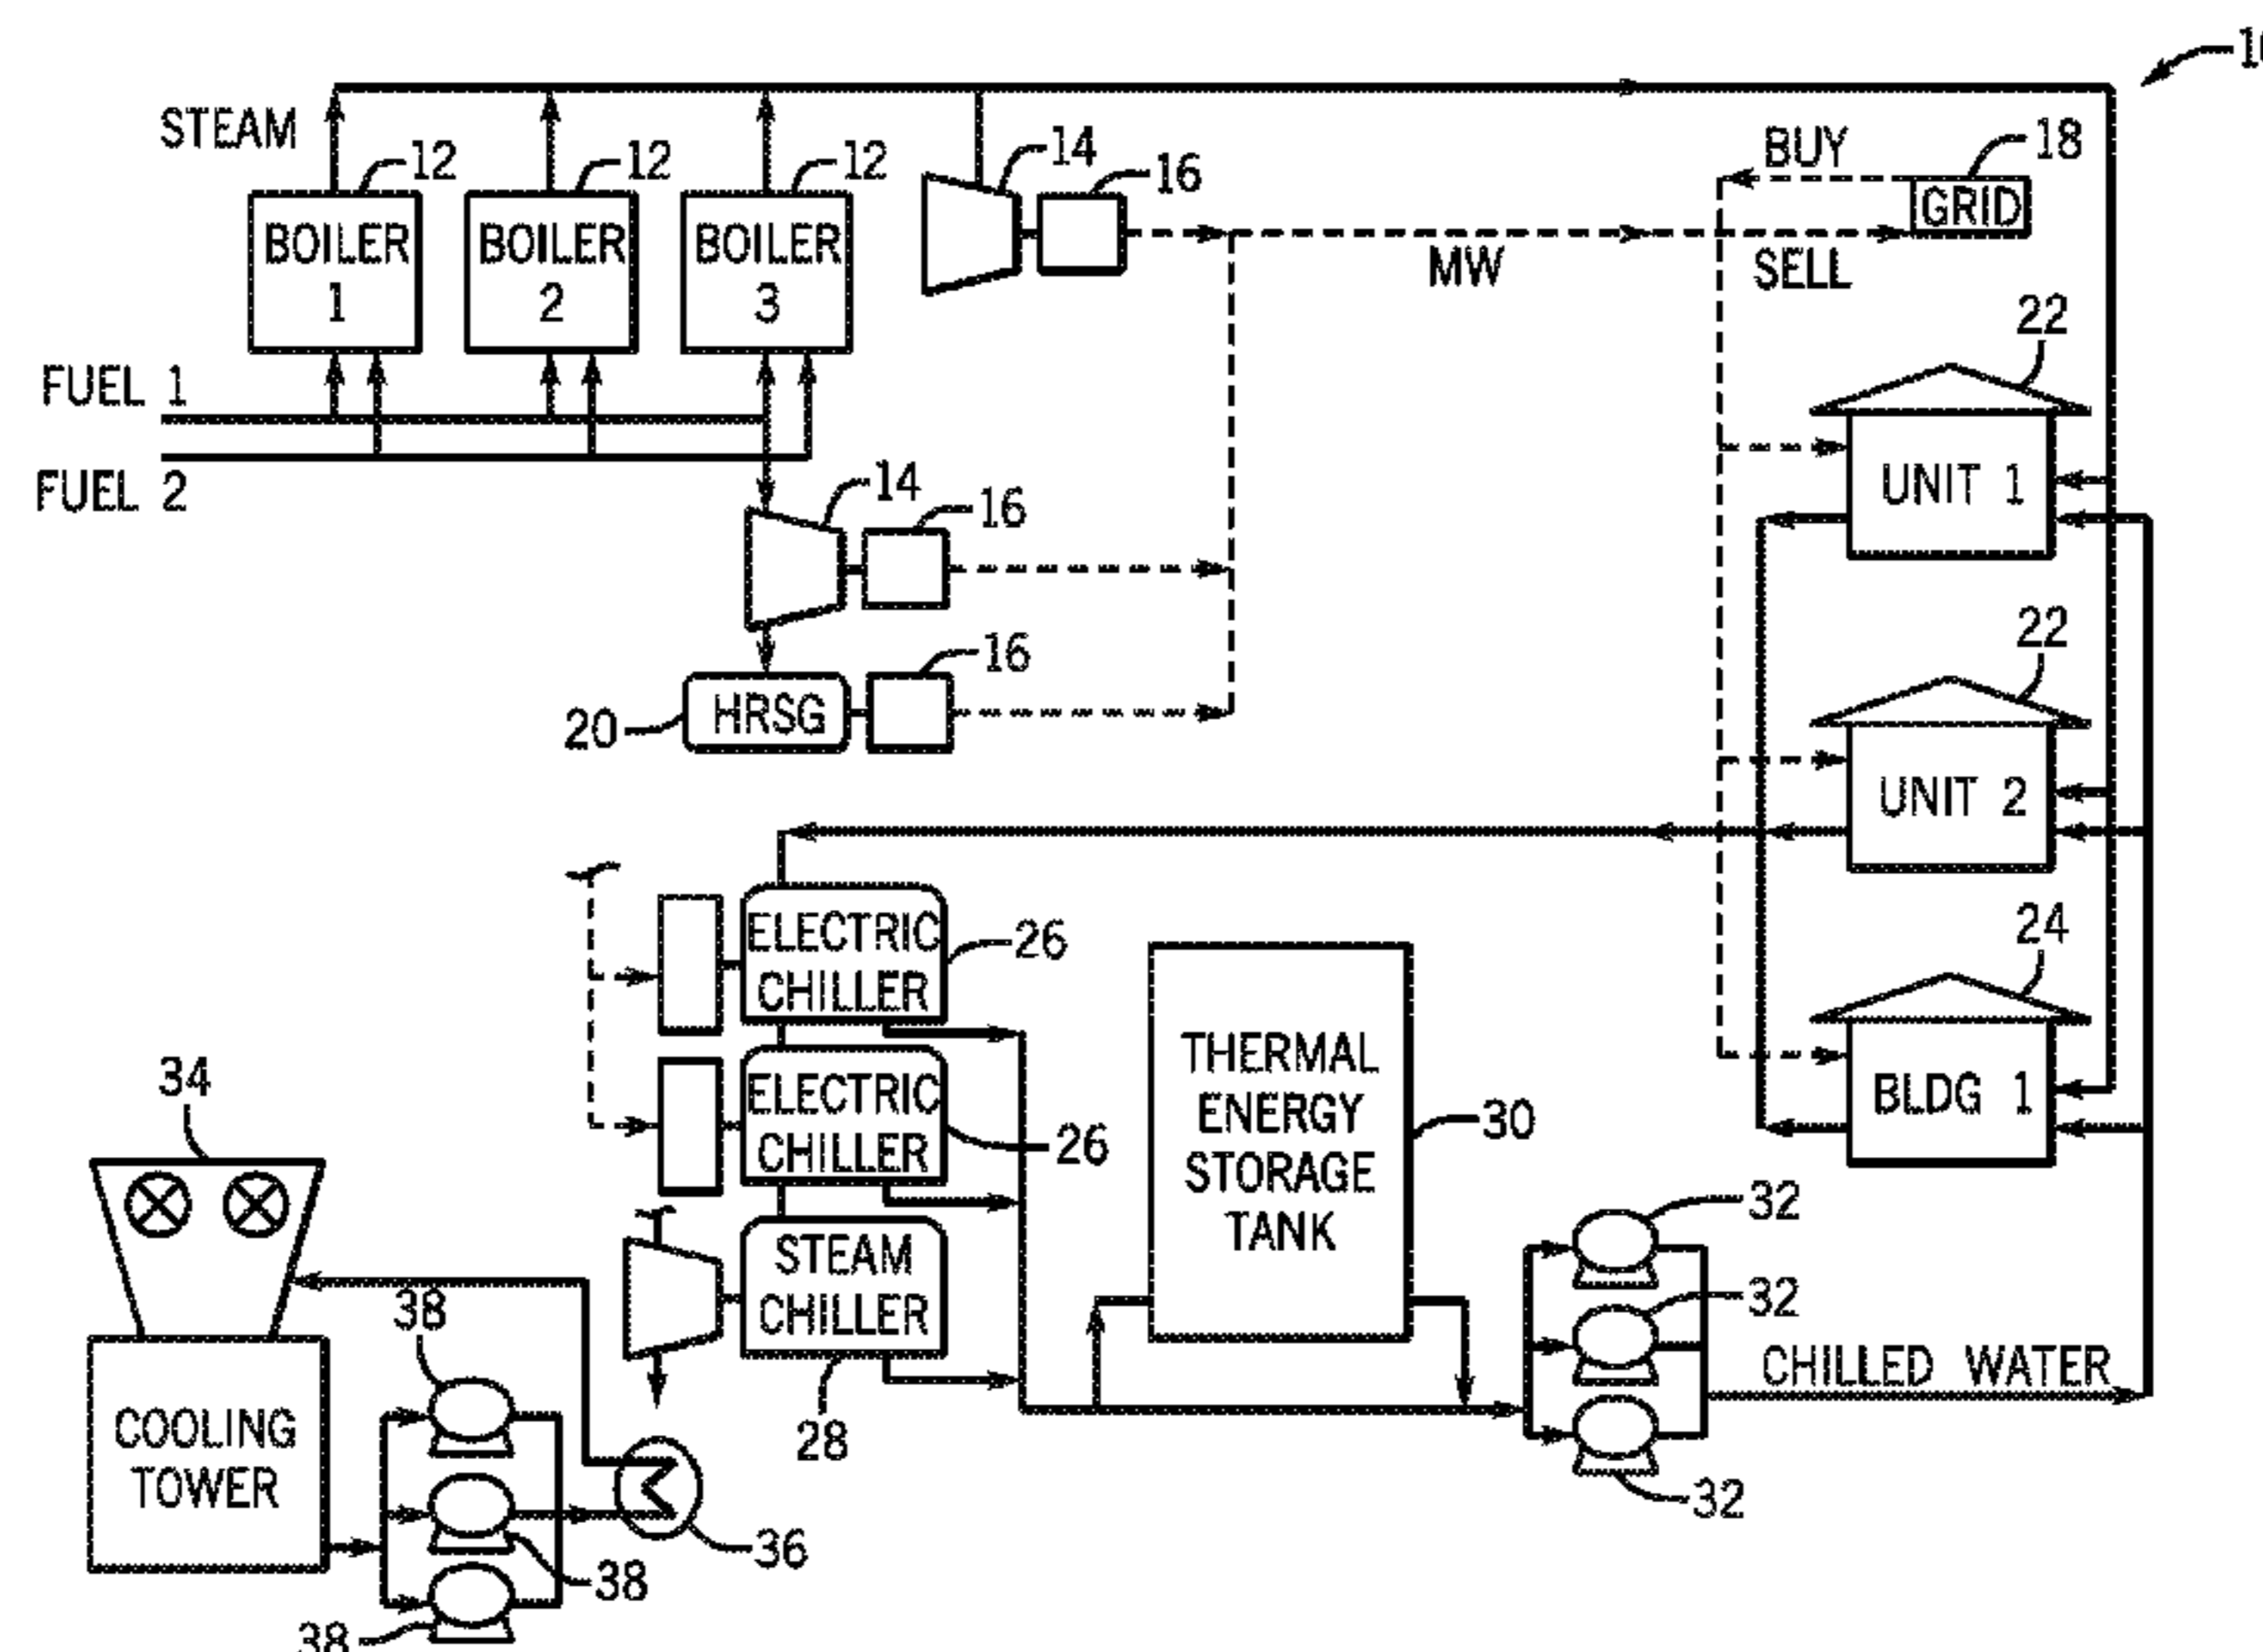 10
STEAM
12
12
12
14
16
BUY
18
GRID
BOILER
1
BOILER
2
BOILER
3
MW
SELL
22
FUEL 1
FUEL 2
14
16
UNIT 1
16
20
HRSG
22
UNIT 2
ELECTRIC
CHILLER
26
24
THERMAL
ENERGY
STORAGE
TANK
30
BLDG 1
34
ELECTRIC
CHILLER
26
32
STEAM
CHILLER
28
32
CHILLED WATER
38
COOLING
TOWER
32
36
38
38